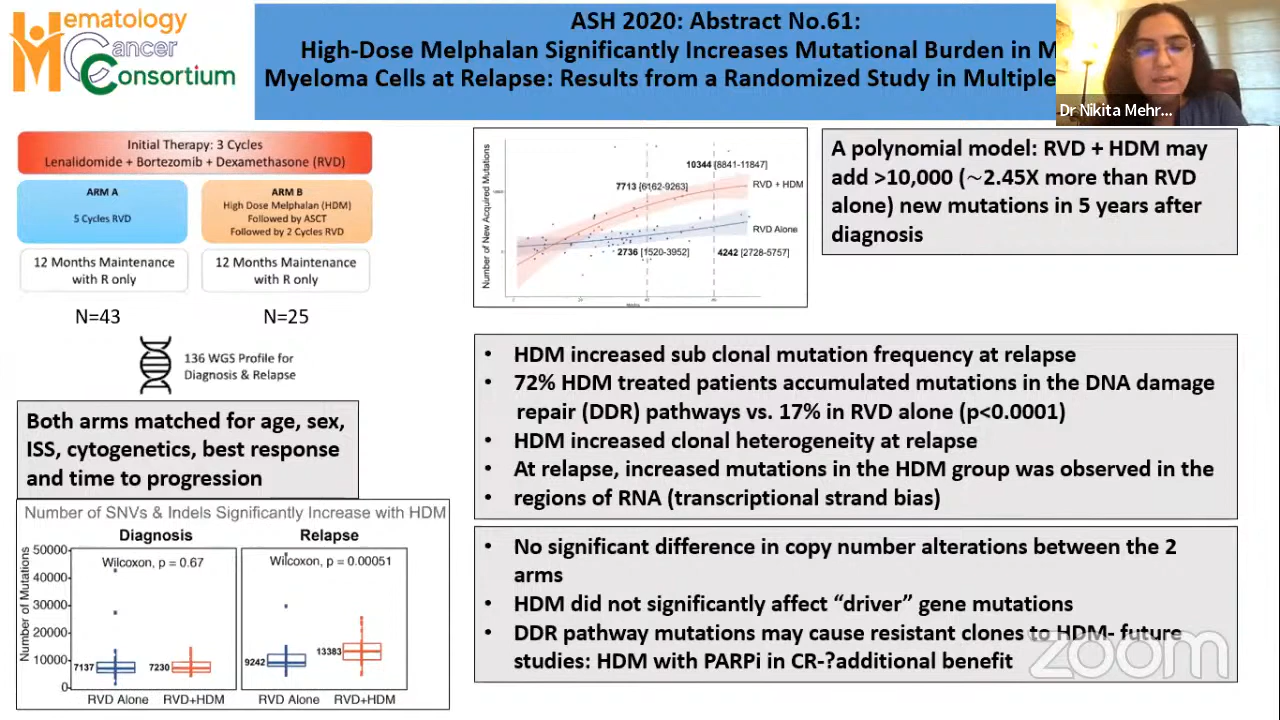 Hematology
Cancer
Consortium
ASH 2020: Abstract No.61:
High-Dose Melphalan Significantly Increases Mutational Burden in M
Myeloma Cells at Relapse: Results from a Randomized Study in Multiple
Dr Nikita Mehr...
Initial Therapy: 3 Cycles
Lenalidomide + Bortezomib + Dexamethasone (RVD)
ARM A
5 Cycles RVD
ARM B
High Dose Melphalan (HDM)
Followed by ASCT
Followed by 2 Cycles RVD
12 Months Maintenance
with R only
12 Months Maintenance
with R only
N=43
N=25
136 WGS Profile for
Diagnosis & Relapse
Both arms matched for age, sex,
ISS, cytogenetics, best response
and time to progression
Number of SNVs & Indels Significantly Increase with HDM
Diagnosis
Relapse
Number of Mutations
50000
40000
30000
20000
10000
0
Wilcoxon, p = 0.67
Wilcoxon, p = 0.00051
7137
7230
9242
13383
RVD Alone
RVD+HDM
RVD Alone
RVD+HDM
Number of New Acquired Mutations
10344 [8841-11847]
7713 [6162-9263]
RVD + HDM
RVD Alone
2736 [1520-3952]
4242 [2728-5757]
A polynomial model: RVD + HDM may
add >10,000 (~2.45X more than RVD
alone) new mutations in 5 years after
diagnosis
• HDM increased sub clonal mutation frequency at relapse
• 72% HDM treated patients accumulated mutations in the DNA damage
repair (DDR) pathways vs. 17% in RVD alone (p<0.0001)
• HDM increased clonal heterogeneity at relapse
• At relapse, increased mutations in the HDM group was observed in the
• regions of RNA (transcriptional strand bias)
• No significant difference in copy number alterations between the 2
arms
• HDM did not significantly affect “driver” gene mutations
• DDR pathway mutations may cause resistant clones to HDM- future
studies: HDM with PARPi in CR-?additional benefit
zoom